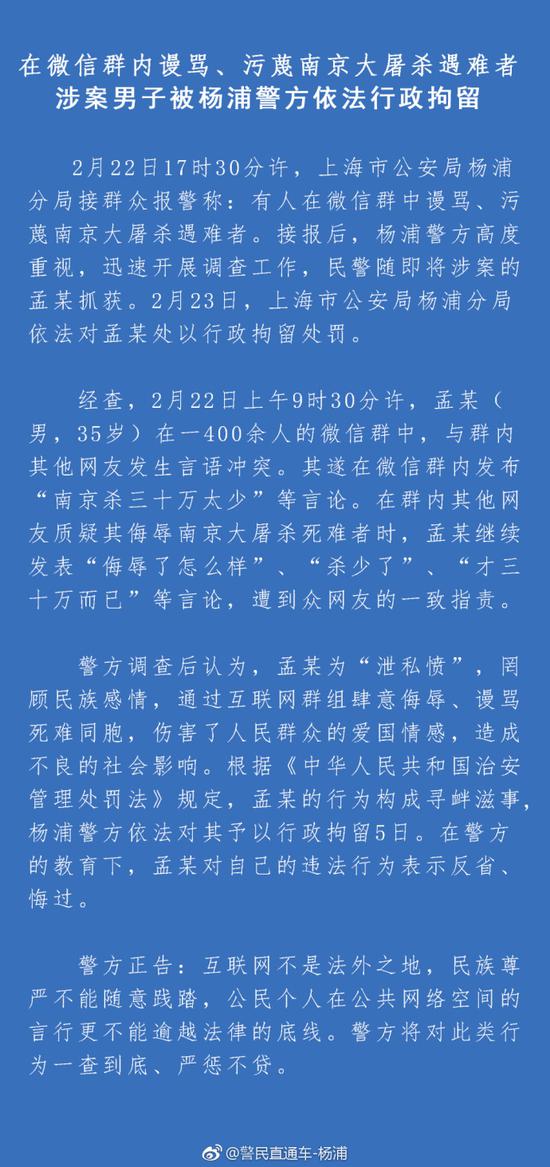 在微信群内谩骂、污蔑南京大屠杀遇难者
涉案男子被杨浦警方依法行政拘留
2月22日17时30分许，上海市公安局杨浦
分局接群众报警称：有人在微信群中谩骂、污
蔑南京大屠杀遇难者。接报后，杨浦警方高度
重视，迅速开展调查工作，民警随即将涉案的
孟某抓获。2月23日，上海市公安局杨浦分局
依法对孟某处以行政拘留处罚。
经查，2月22日上午9时30分许，孟某（
男，35岁）在一400余人的微信群中，与群内
其他网友发生言语冲突。其遂在微信群内发布
“南京杀三十万太少”等言论。在群内其他网
友质疑其侮辱南京大屠杀死难者时，孟某继续
发表“侮辱了怎么样”、“杀少了”、“才三
十万而已”等言论，遭到众网友的一致指责。
警方调查后认为，孟某为“泄私愤”，罔
顾民族感情，通过互联网群组肆意侮辱、谩骂
死难同胞，伤害了人民群众的爱国情感，造成
不良的社会影响。根据《中华人民共和国治安
管理处罚法》规定，孟某的行为构成寻衅滋事，
杨浦警方依法对其予以行政拘留5日。在警方
的教育下，孟某对自己的违法行为表示反省、
悔过。
警方正告：互联网不是法外之地，民族尊
严不能随意践踏，公民个人在公共网络空间的
言行更不能逾越法律的底线。警方将对此类行
为一查到底、严惩不贷。
@警民直通车-杨浦